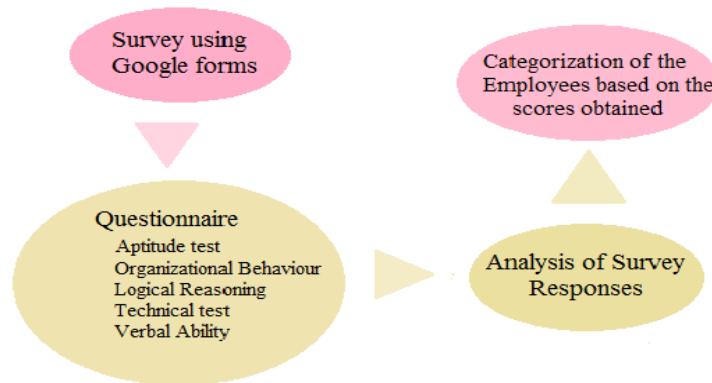 Survey using
Google forms
Questionnaire
Aptitude test
Organizational Behaviour
Logical Reasoning
Technical test
Verbal Ability
Analysis of Survey
Responses
Categorization of the
Employees based on the
scores obtained